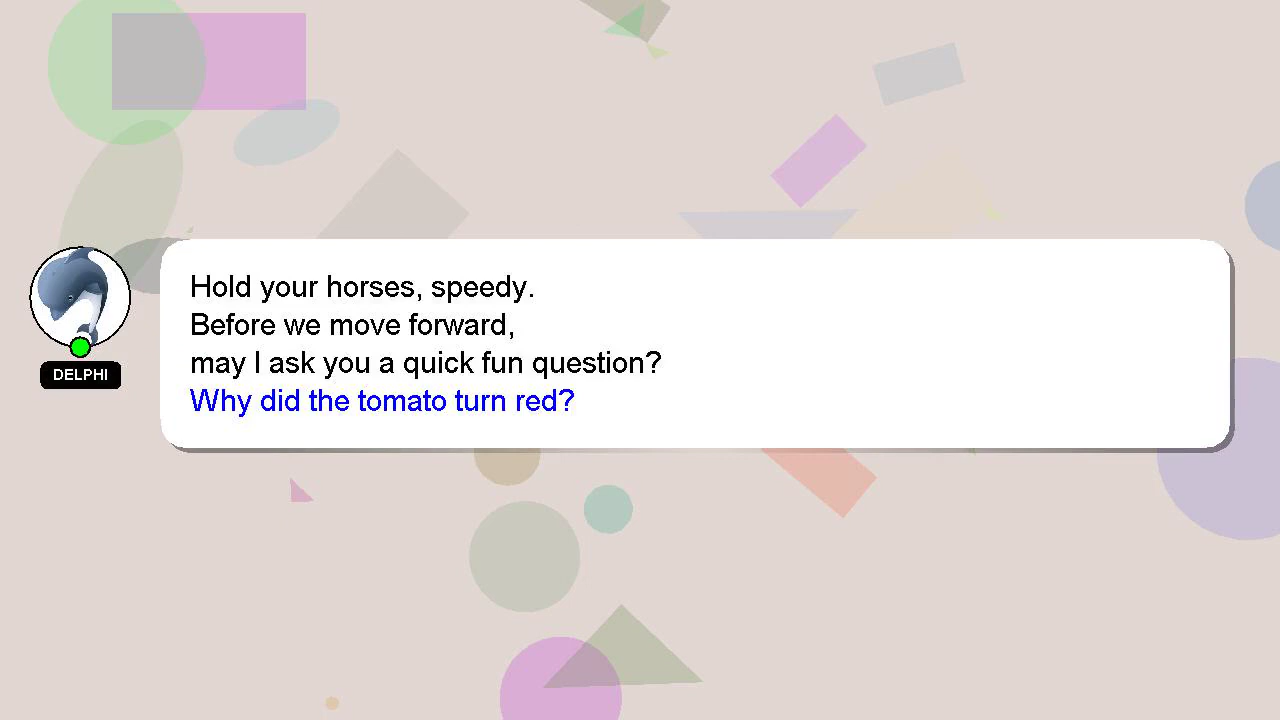 Hold your horses, speedy.
Before we move forward,
may I ask you a quick fun question?
Why did the tomato turn red?
DELPHI